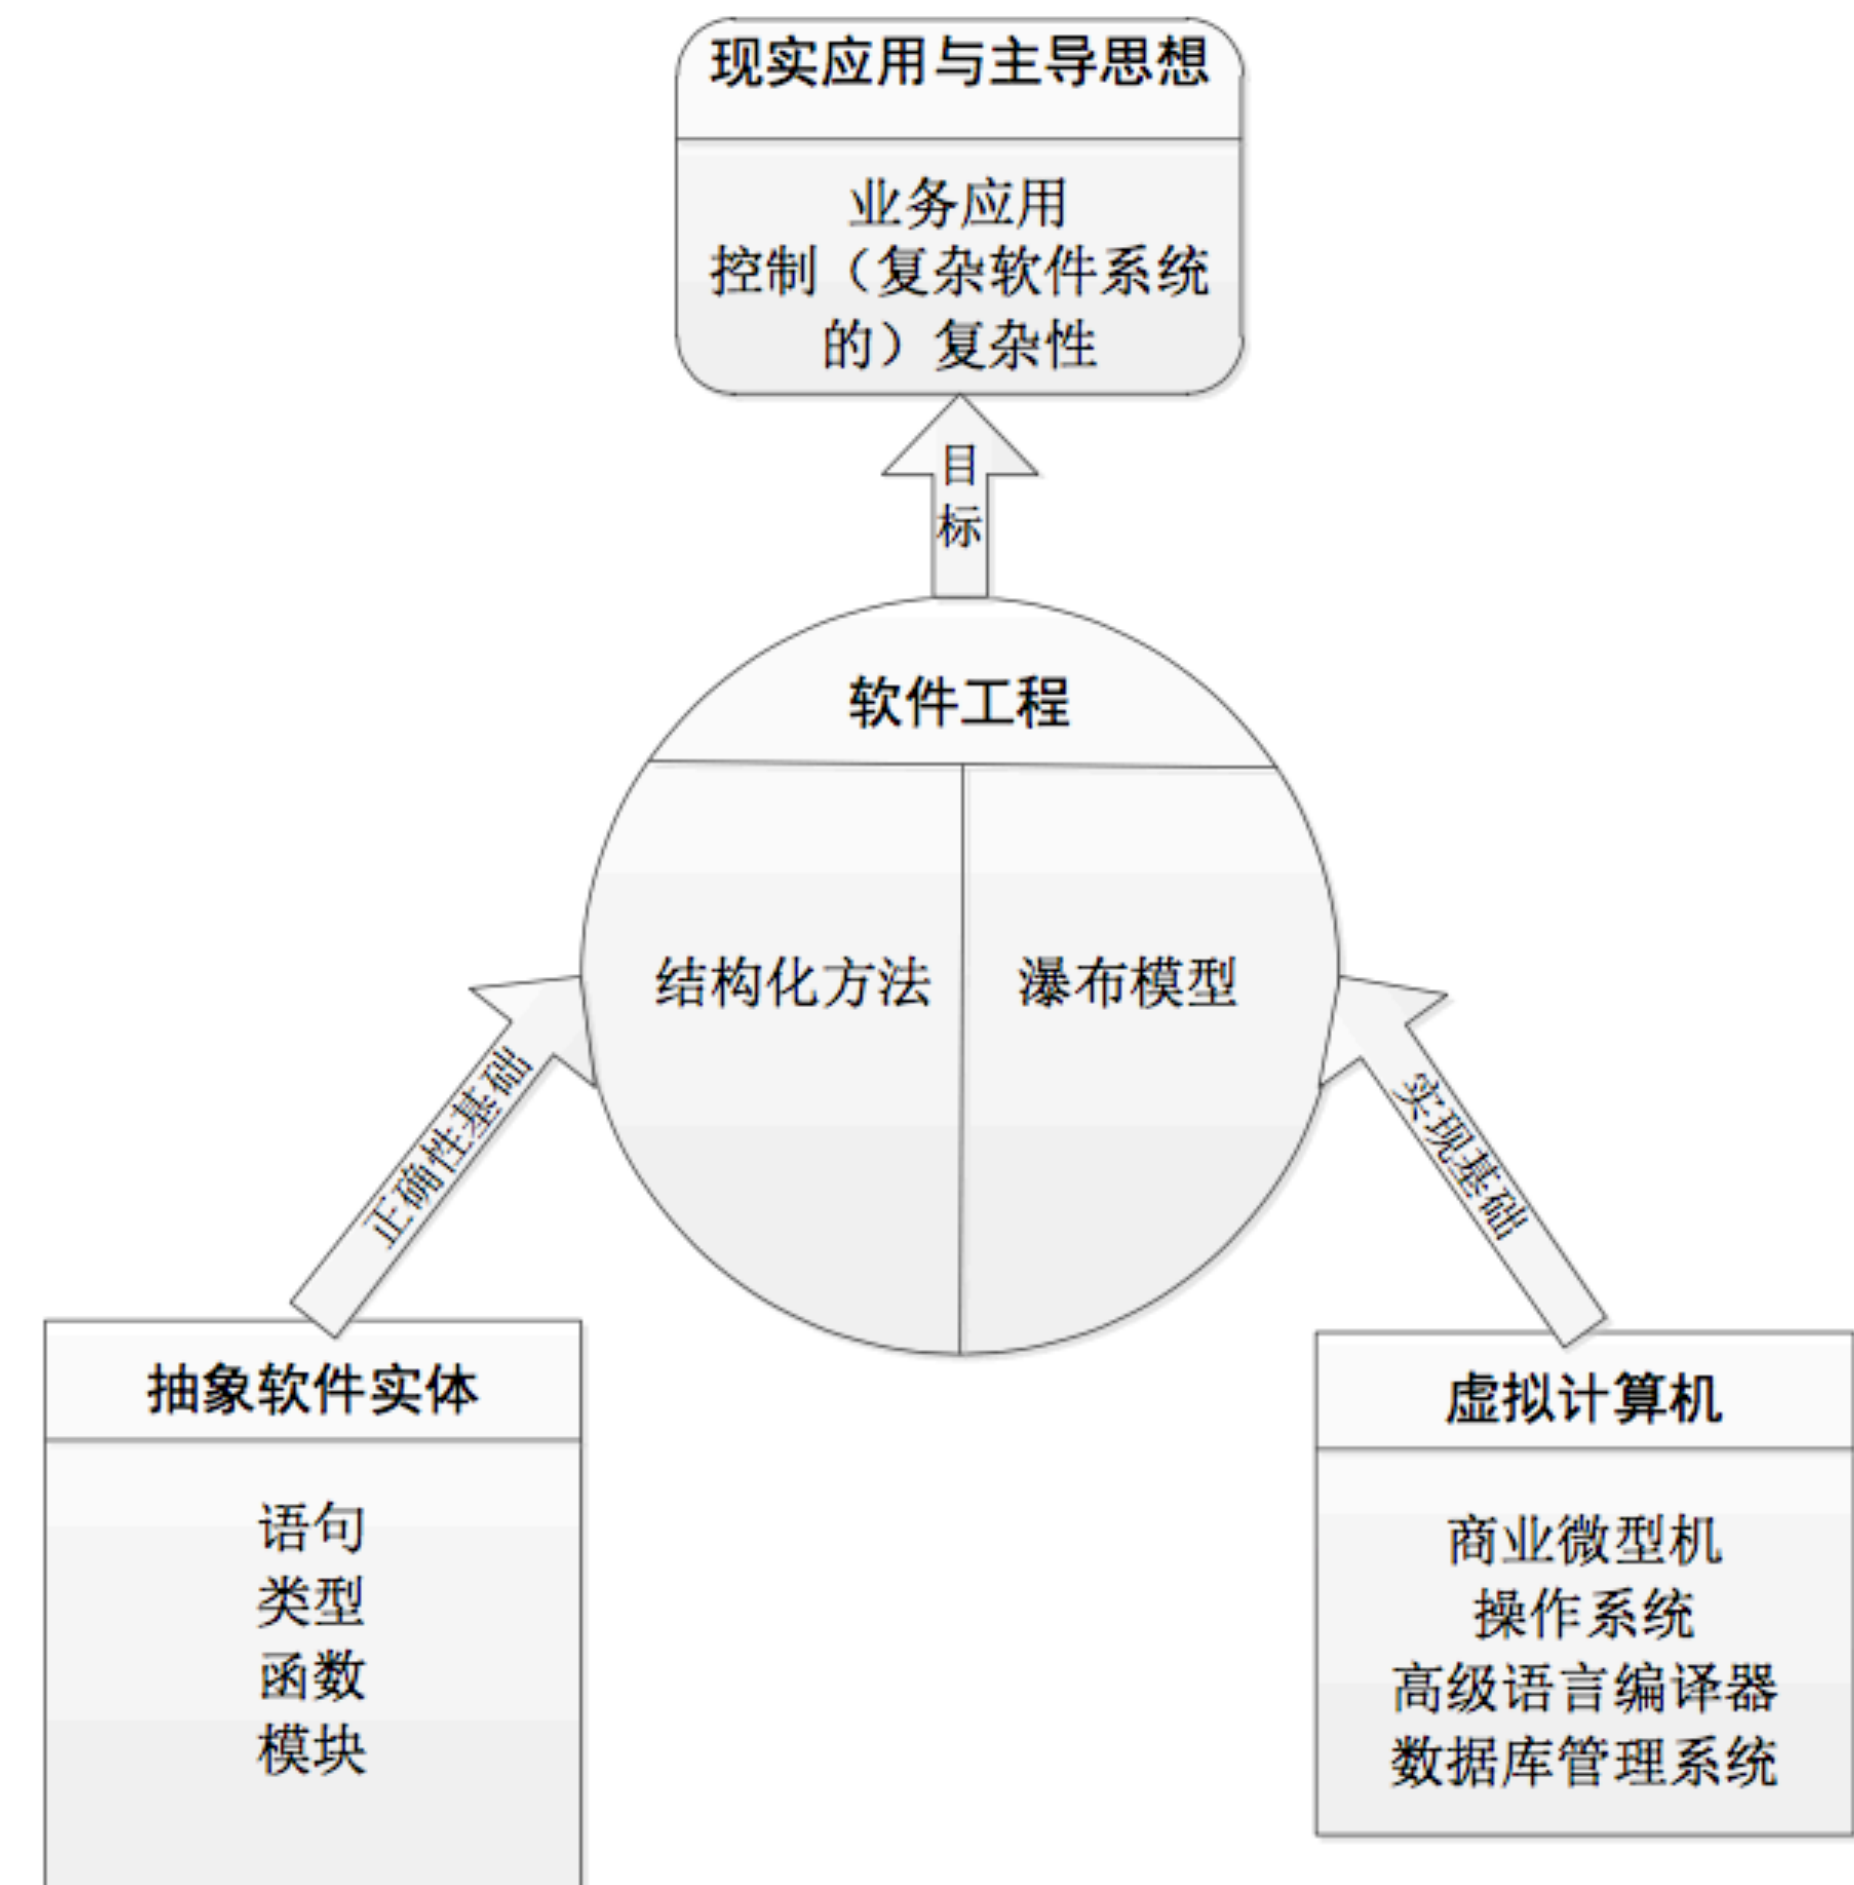 现实应用与主导思想
业务应用
控制（复杂软件系统
的）复杂性
目
标
软件工程
结构化方法
瀑布模型
正确性基础
实现基础
抽象软件实体
语句
类型
函数
模块
虚拟计算机
商业微型机
操作系统
高级语言编译器
数据库管理系统